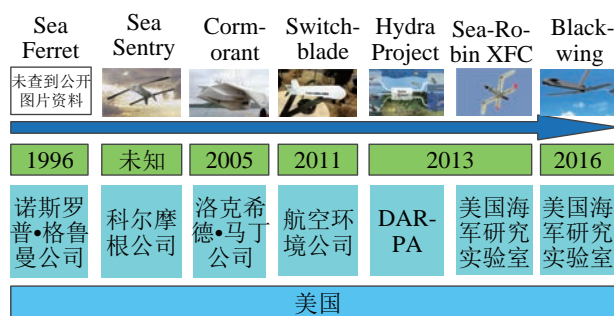 Sea
Ferret
Sea
Sentry
Corm-
orant
Switch-
blade
Hydra
Project
Sea-Ro-
bin XFC
Black-
wing
未查到公开
图片资料
1996
未知
2005
2011
2013
2016
诺斯罗
普•格鲁
曼公司
科尔摩
根公司
洛克希
德•马丁
公司
航空环
境公司
DAR-
PA
美国海
军研究
实验室
美国海
军研究
实验室
美国